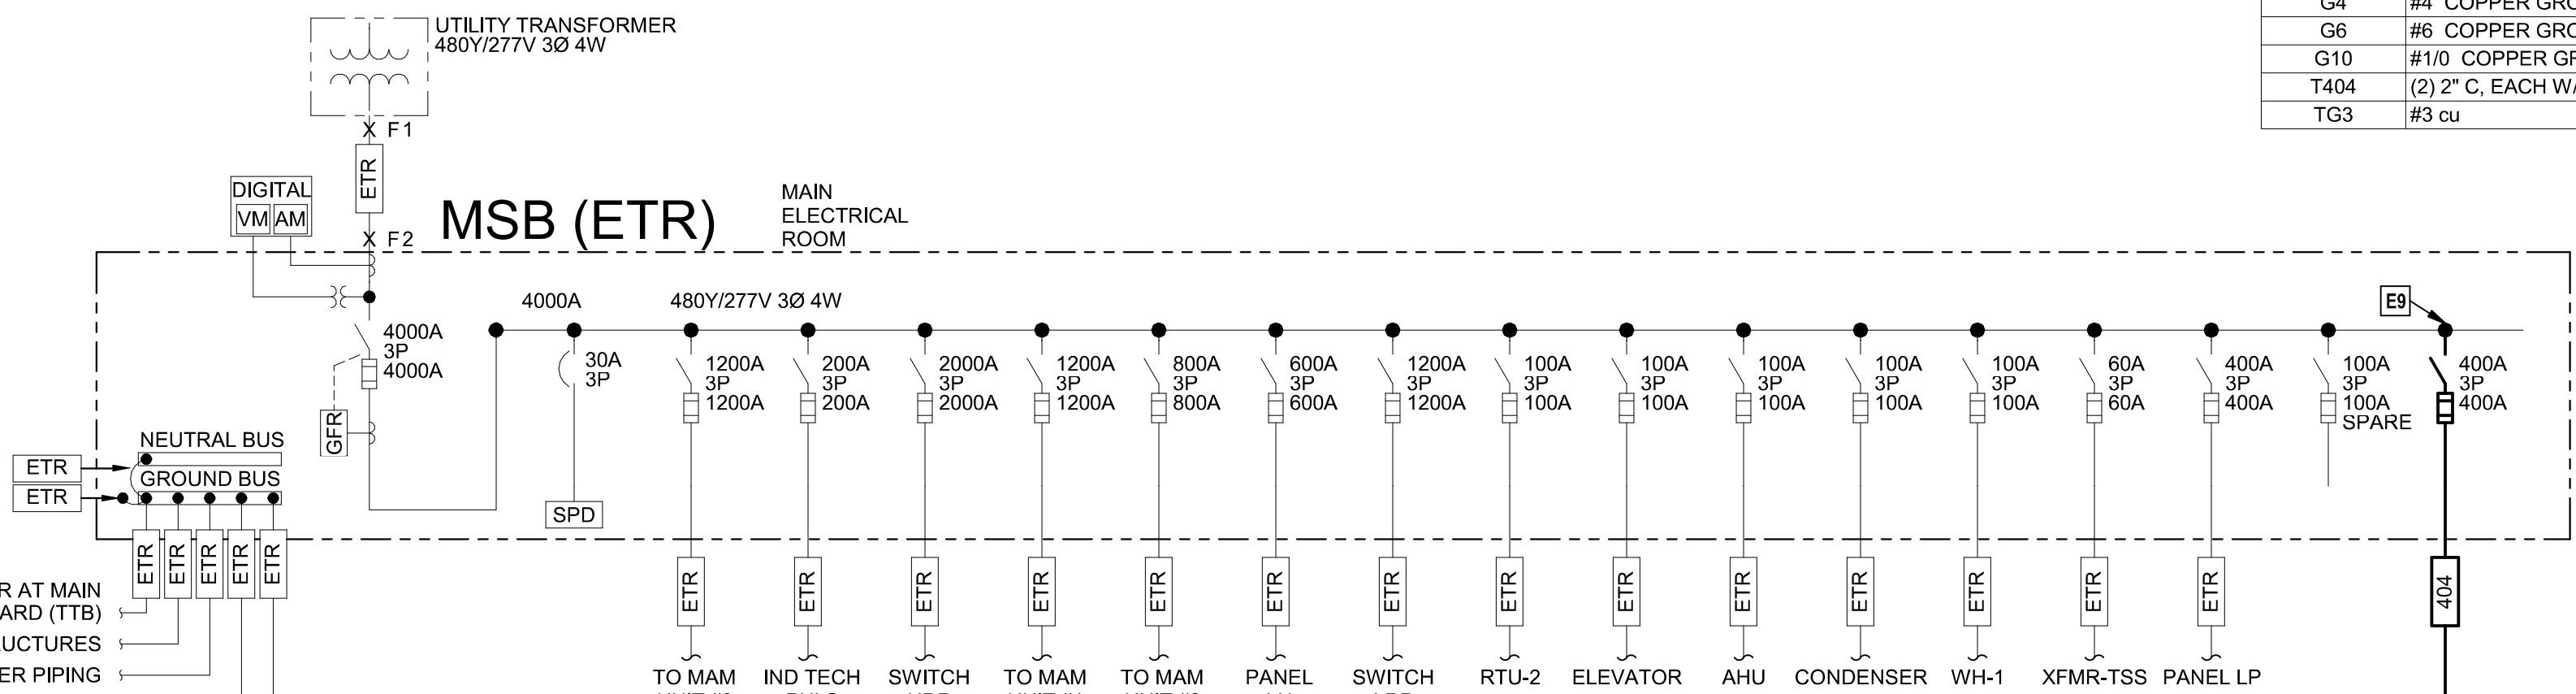 UTILITY TRANSFORMER
480Y/277V 3Ø 4W
G4 #4 COPPER
G6 #6 COPPER
G10 #1/0 COPPER
T404 (2) 2" C, EACH
TG3 #3 cu
X F1
ETR
DIGITAL
VM AM
X F2
MSB (ETR)
MAIN
ELECTRICAL
ROOM
4000A
480Y/277V 3Ø 4W
E9
4000A
3P
4000A
GFR
30A
3P
SPD
1200A
3P
1200A
200A
3P
200A
2000A
3P
2000A
1200A
3P
1200A
800A
3P
800A
600A
3P
600A
1200A
3P
1200A
100A
3P
100A
100A
3P
100A
100A
3P
100A
100A
3P
100A
100A
3P
100A
60A
3P
60A
400A
3P
400A
100A
3P
100A
SPARE
400A
3P
400A
NEUTRAL BUS
ETR
GROUND BUS
ETR
ETR ETR ETR ETR ETR
AT MAIN
(TTB)
PIPING
ETR ETR ETR ETR ETR ETR ETR ETR ETR ETR ETR ETR ETR ETR 404
TO MAM
IND TECH
SWITCH
TO MAM
TO MAM
PANEL
SWITCH
RTU-2
ELEVATOR
AHU
CONDENSER
WH-1
XFMR-TSS
PANEL LP